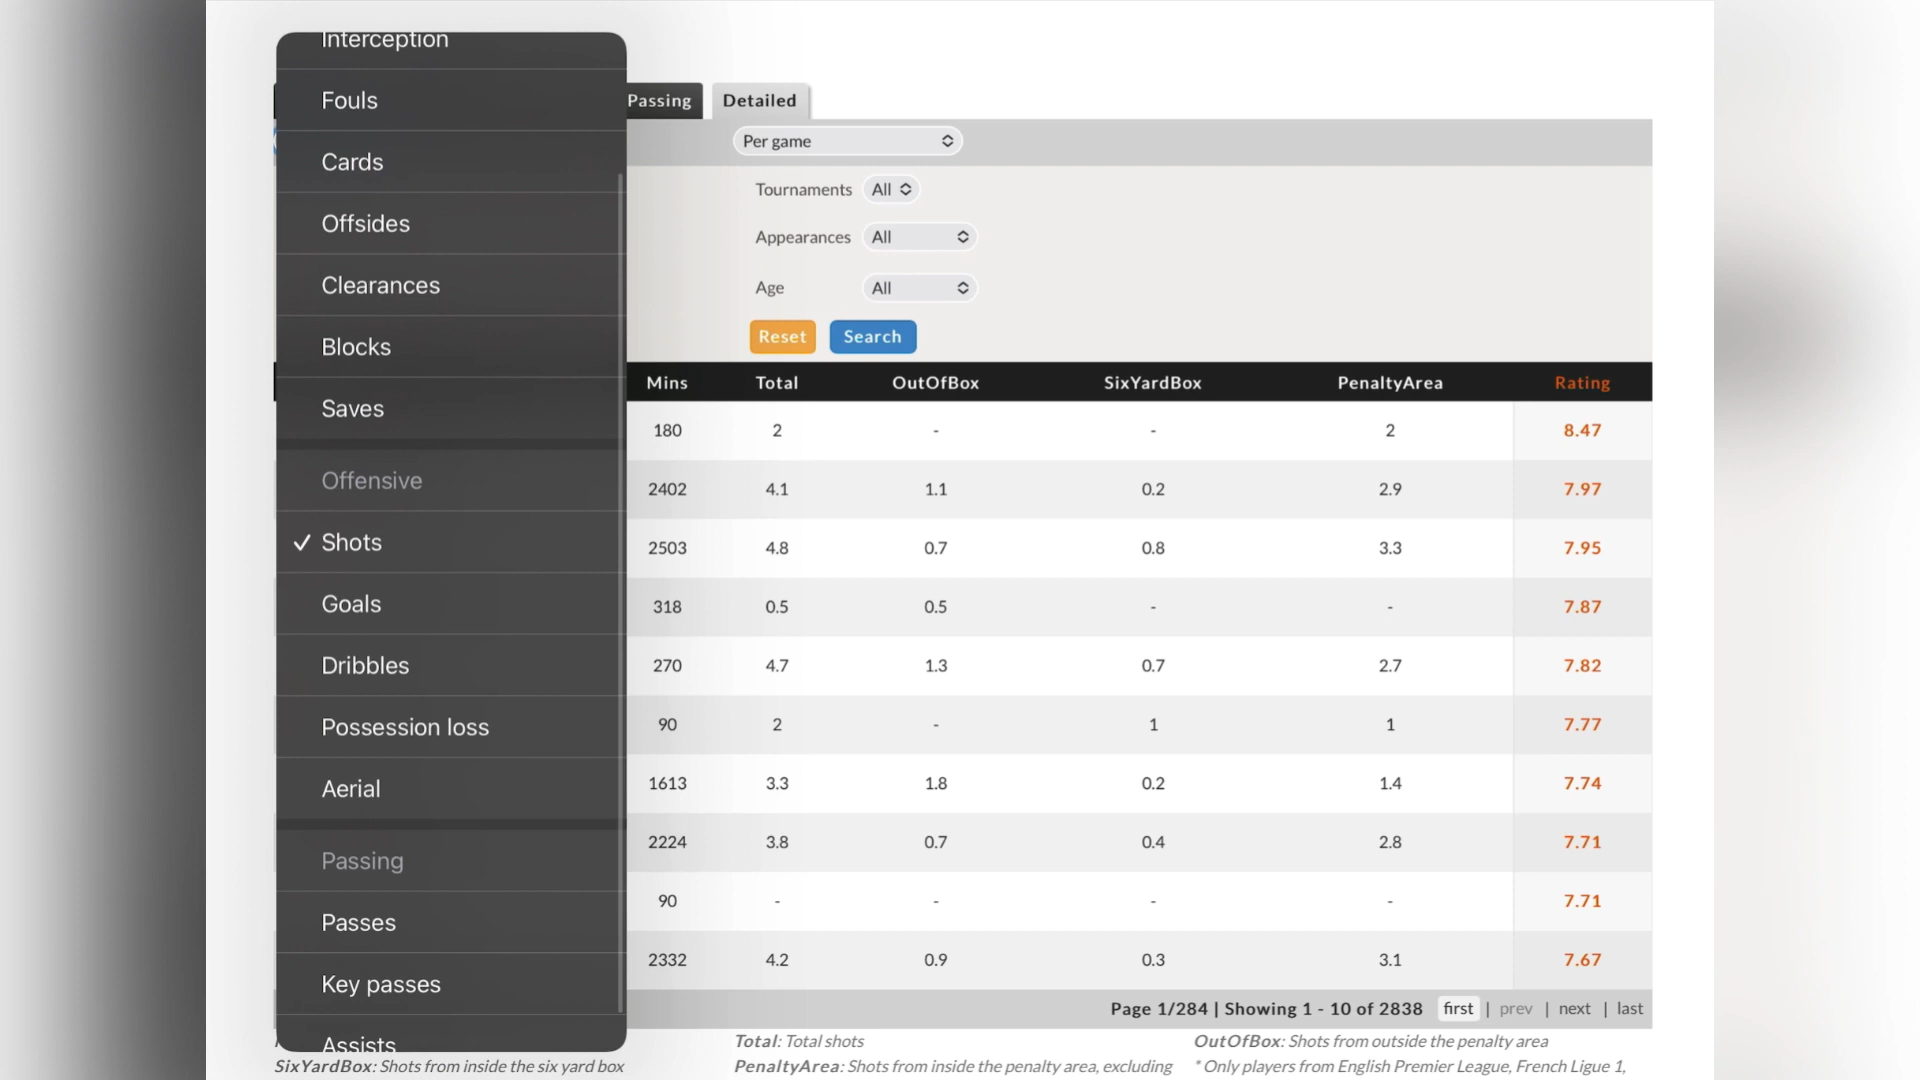 Interception
Fouls
Cards
Offsides
Clearances
Blocks
Saves
Offensive
✓ Shots
Goals
Dribbles
Possession loss
Aerial
Passing
Passes
Key passes
Assists
Passing Detailed
Per game
Tournaments All
Appearances All
Age All
Reset Search
Mins Total OutOfBox SixYardBox PenaltyArea Rating
180 2 - - 2 8.47
2402 4.1 1.1 0.2 2.9 7.97
2503 4.8 0.7 0.8 3.3 7.95
318 0.5 0.5 - - 7.87
270 4.7 1.3 0.7 2.7 7.82
90 2 - 1 1 7.77
1613 3.3 1.8 0.2 1.4 7.74
2224 3.8 0.7 0.4 2.8 7.71
90 - - - - 7.71
2332 4.2 0.9 0.3 3.1 7.67
Page 1/284 | Showing 1 - 10 of 2838 first | prev | next | last
Total: Total shots OutOfBox: Shots from outside the penalty area
SixYardBox: Shots from inside the six yard box PenaltyArea: Shots from inside the penalty area, excluding * Only players from English Premier League, French Ligue 1,